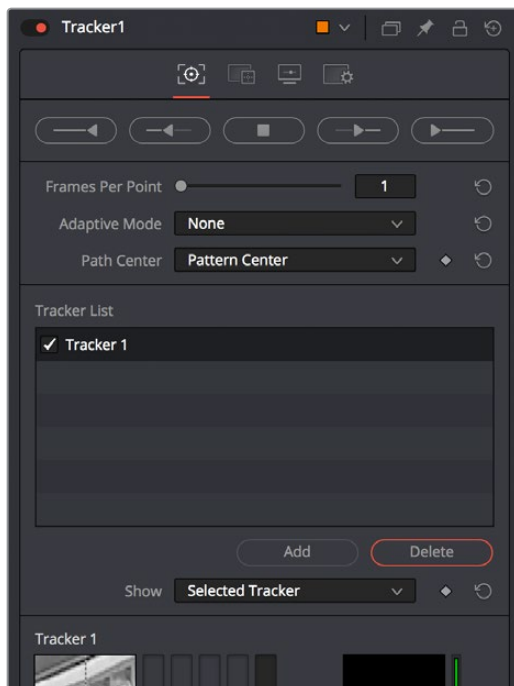 Tracker1
Frames Per Point 1
Adaptive Mode None
Path Center Pattern Center
Tracker List
Tracker 1
Add Delete
Show Selected Tracker
Tracker 1